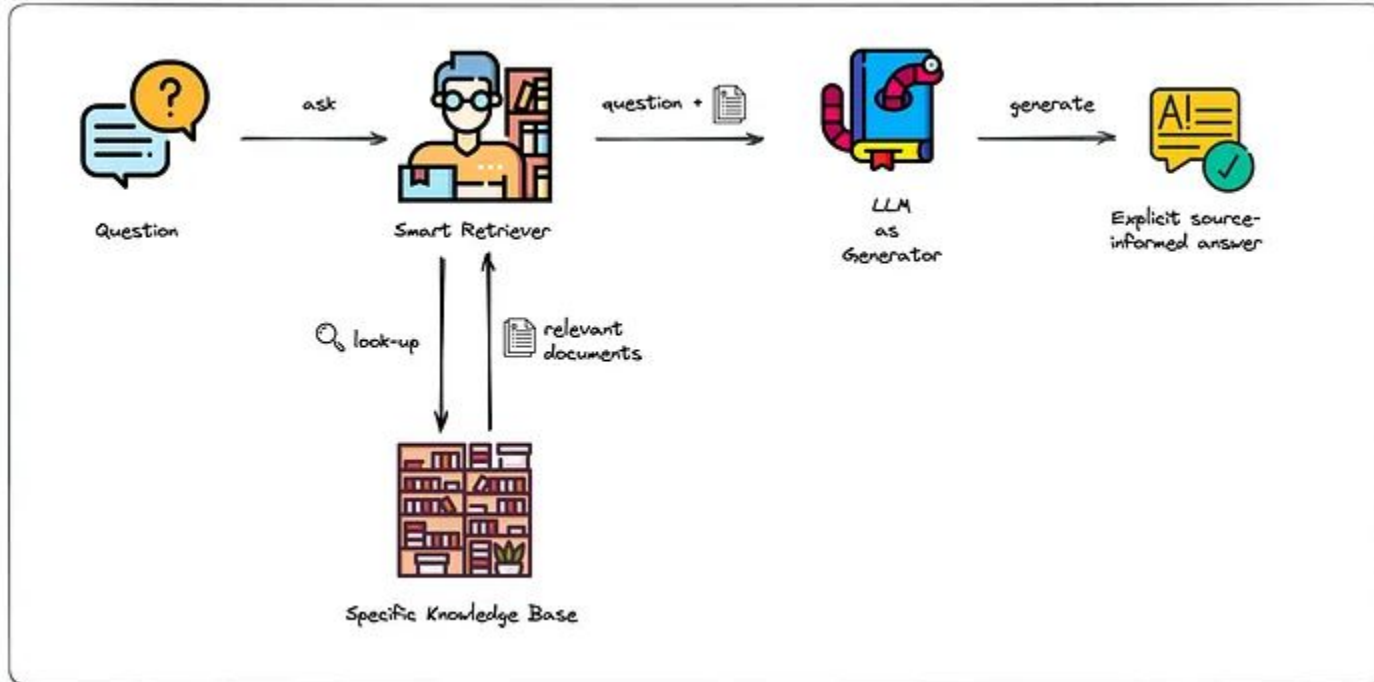 ask
question +
generate
A!
?
Question
Smart Retriever
LLM
as
Generator
Explicit source-
informed answer
look-up
relevant
documents
Specific Knowledge Base